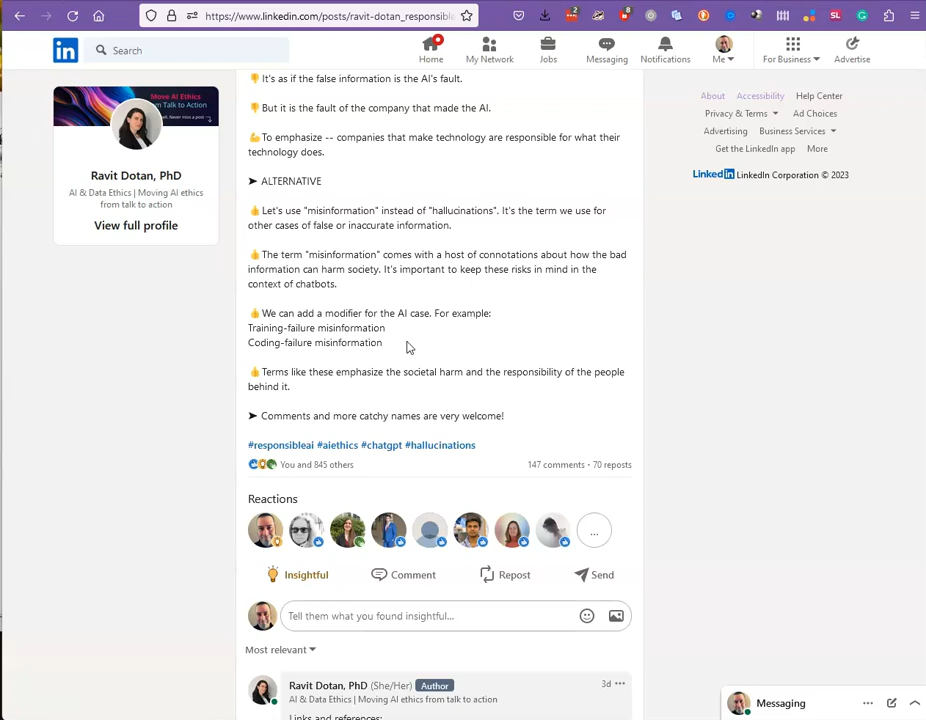 https://www.linkedin.com/posts/ravit-dotan_responsible
2
8
SL
in
Search
Home
My Network
Jobs
Messaging
Notifications
Me
For Business
Advertise
Move AI Ethics
From Talk to Action
Ravit Dotan, PhD
AI & Data Ethics | Moving AI ethics
from talk to action
View full profile
👎It's as if the false information is the AI's fault.
👎But it is the fault of the company that made the AI.
💪To emphasize -- companies that make technology are responsible for what their
technology does.
➤ ALTERNATIVE
👍Let's use "misinformation" instead of "hallucinations". It's the term we use for
other cases of false or inaccurate information.
👍The term "misinformation" comes with a host of connotations about how the bad
information can harm society. It's important to keep these risks in mind in the
context of chatbots.
👍We can add a modifier for the AI case. For example:
Training-failure misinformation
Coding-failure misinformation
👍Terms like these emphasize the societal harm and the responsibility of the people
behind it.
➤ Comments and more catchy names are very welcome!
#responsibleai #aiethics #chatgpt #hallucinations
You and 845 others
147 comments • 70 reposts
Reactions
...
Insightful
Comment
Repost
Send
Tell them what you found insightful...
Most relevant
Ravit Dotan, PhD (She/Her) Author
3d
AI & Data Ethics | Moving AI ethics from talk to action
Links and references:
About Accessibility Help Center
Privacy & Terms Ad Choices
Advertising Business Services
Get the LinkedIn app More
LinkedIn LinkedIn Corporation © 2023
Messaging